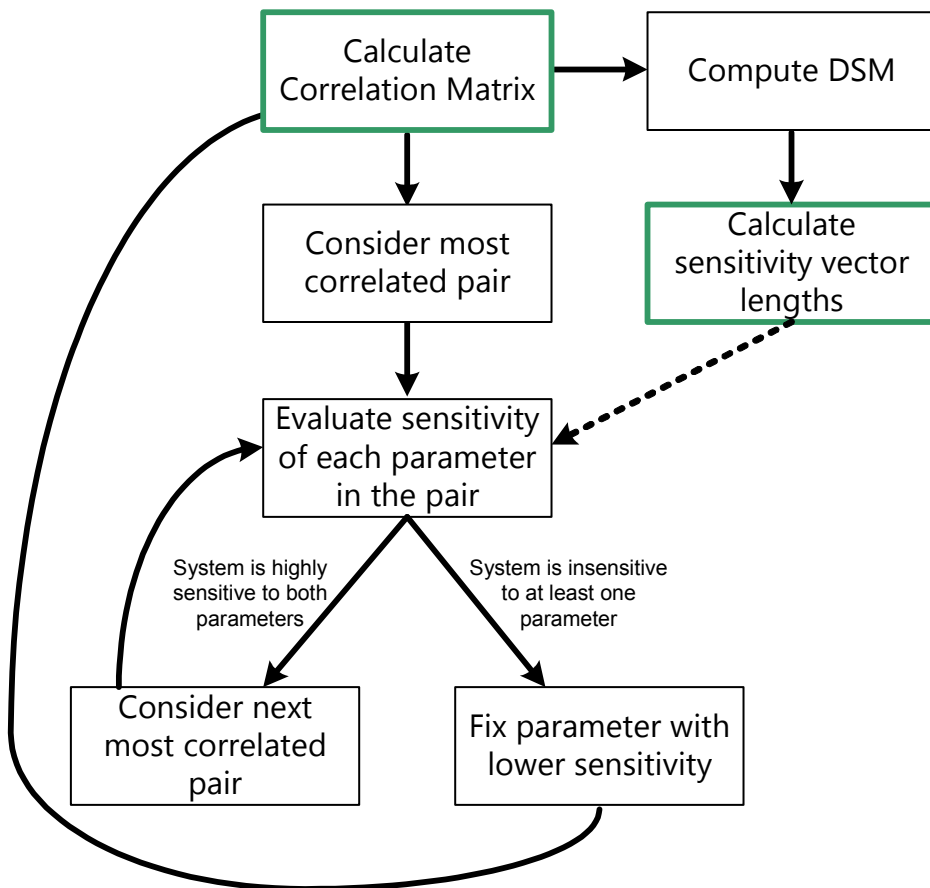 Calculate
Correlation Matrix
Compute DSM
Consider most
correlated pair
Calculate
sensitivity vector
lengths
Evaluate sensitivity
of each parameter
in the pair
System is highly
sensitive to both
parameters
System is insensitive
to at least one
parameter
Consider next
most correlated
pair
Fix parameter with
lower sensitivity